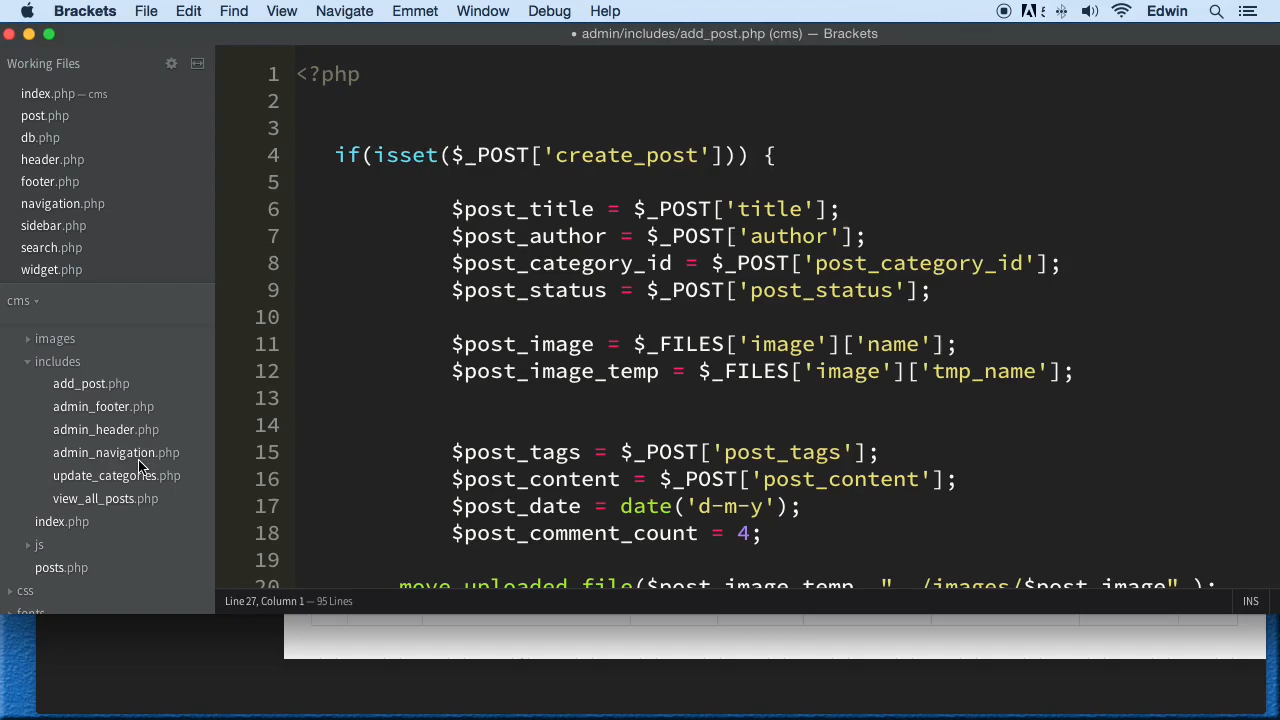 Brackets File Edit Find View Navigate Emmet Window Debug Help Edwin
• admin/includes/add_post.php (cms) — Brackets
Working Files
index.php — cms
post.php
db.php
header.php
footer.php
navigation.php
sidebar.php
search.php
widget.php
cms
images
includes
add_post.php
admin_footer.php
admin_header.php
admin_navigation.php
update_categories.php
view_all_posts.php
index.php
js
posts.php
css
fonts
1 <?php
2
3
4 if(isset($_POST['create_post'])) {
5
6 $post_title = $_POST['title'];
7 $post_author = $_POST['author'];
8 $post_category_id = $_POST['post_category_id'];
9 $post_status = $_POST['post_status'];
10
11 $post_image = $_FILES['image']['name'];
12 $post_image_temp = $_FILES['image']['tmp_name'];
13
14
15 $post_tags = $_POST['post_tags'];
16 $post_content = $_POST['post_content'];
17 $post_date = date('d-m-y');
18 $post_comment_count = 4;
19
20 move_uploaded_file($post_image_temp, "../images/$post_image" );
Line 27, Column 1 — 95 Lines
INS